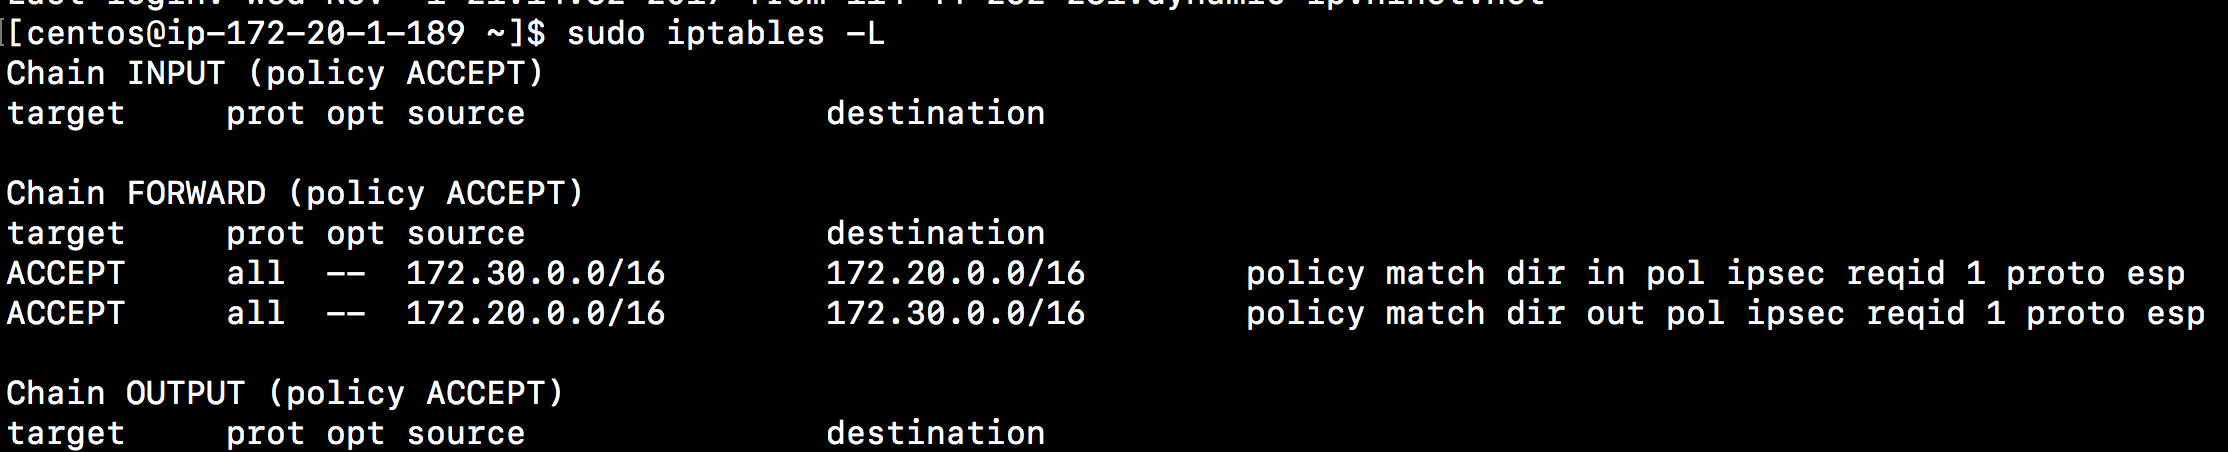 [centos@ip-172-20-1-189 ~]$ sudo iptables -L
Chain INPUT (policy ACCEPT)
target     prot opt source               destination

Chain FORWARD (policy ACCEPT)
target     prot opt source               destination
ACCEPT     all  --  172.30.0.0/16        172.20.0.0/16        policy match dir in pol ipsec reqid 1 proto esp
ACCEPT     all  --  172.20.0.0/16        172.30.0.0/16        policy match dir out pol ipsec reqid 1 proto esp

Chain OUTPUT (policy ACCEPT)
target     prot opt source               destination